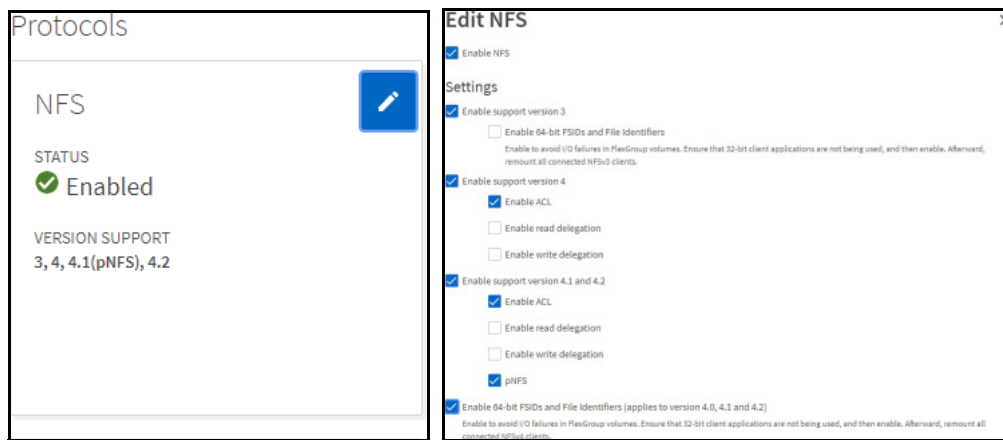 Protocols
NFS
STATUS
Enabled
VERSION SUPPORT
3, 4, 4.1(pNFS), 4.2
Edit NFS
Enable NFS
Settings
Enable support version 3
Enable 64-bit FSIDs and File Identifiers
Enable to avoid I/O failures in FlexGroup volumes. Ensure that 32-bit client applications are not being used, and then enable. Afterward,
remount all connected NFSv3 clients.
Enable support version 4
Enable ACL
Enable read delegation
Enable write delegation
Enable support version 4.1 and 4.2
Enable ACL
Enable read delegation
Enable write delegation
pNFS
Enable 64-bit FSIDs and File Identifiers (applies to version 4.0, 4.1 and 4.2)
Enable to avoid I/O failures in FlexGroup volumes. Ensure that 32-bit client applications are not being used, and then enable. Afterward, remount all
connected NFSv4 clients.